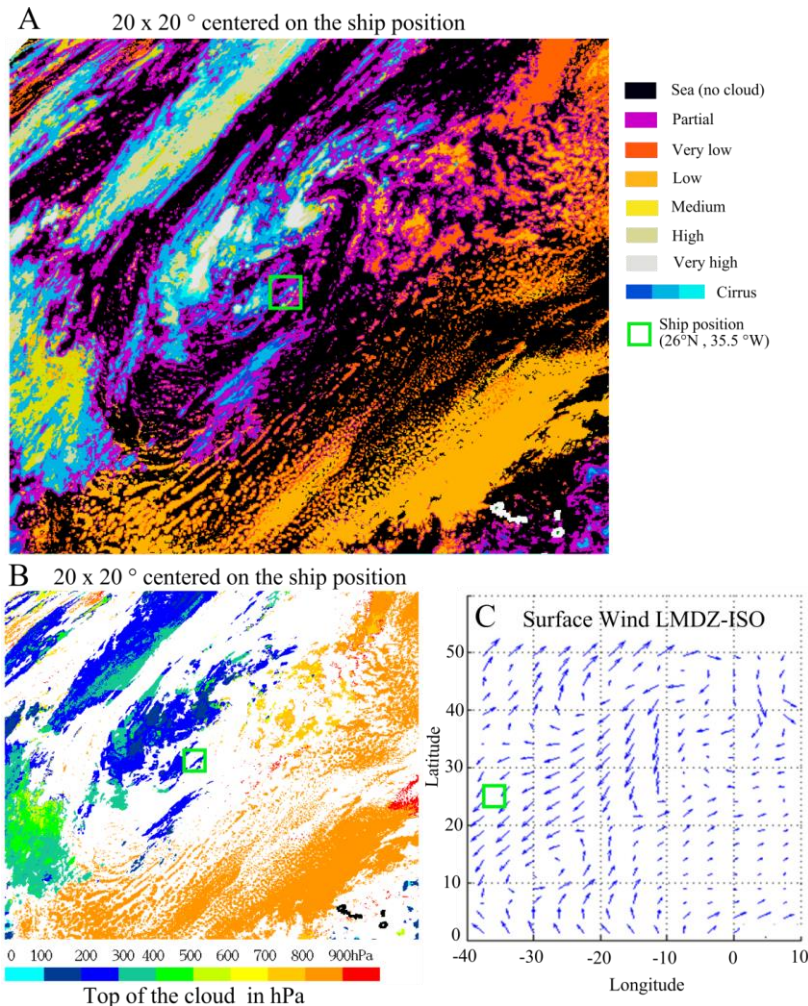 A
20 x 20 ° centered on the ship position
Sea (no cloud)
Partial
Very low
Low
Medium
High
Very high
Cirrus
Ship position
(26°N , 35.5 °W)
B
20 x 20 ° centered on the ship position
0 100 200 300 400 500 600 700 800 900hPa
Top of the cloud in hPa
C
Surface Wind LMDZ-ISO
Latitude
50
40
30
20
10
0
-40 -30 -20 -10 0 10
Longitude